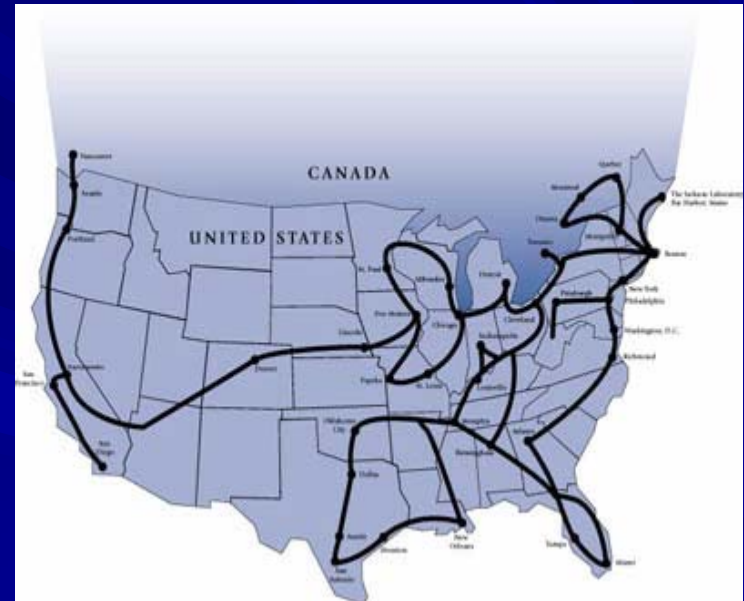 CANADA
UNITED STATES
Vancouver
Seattle
Portland
Sacramento
San
Francisco
San
Diego
Denver
Lincoln
St. Paul
Milwaukee
Des Moines
Chicago
Topeka
St. Louis
Detroit
Cleveland
Indianapolis
Louisville
Pittsburgh
Toronto
Ottawa
Montreal
Quebec
Montpelier
The Jackson Laboratory
Bar Harbor, Maine
Boston
New York
Philadelphia
Washington, D.C.
Richmond
Oklahoma
City
Memphis
Birmingham
Atlanta
Dallas
Austin
San
Antonio
Houston
New
Orleans
Tampa
Miami